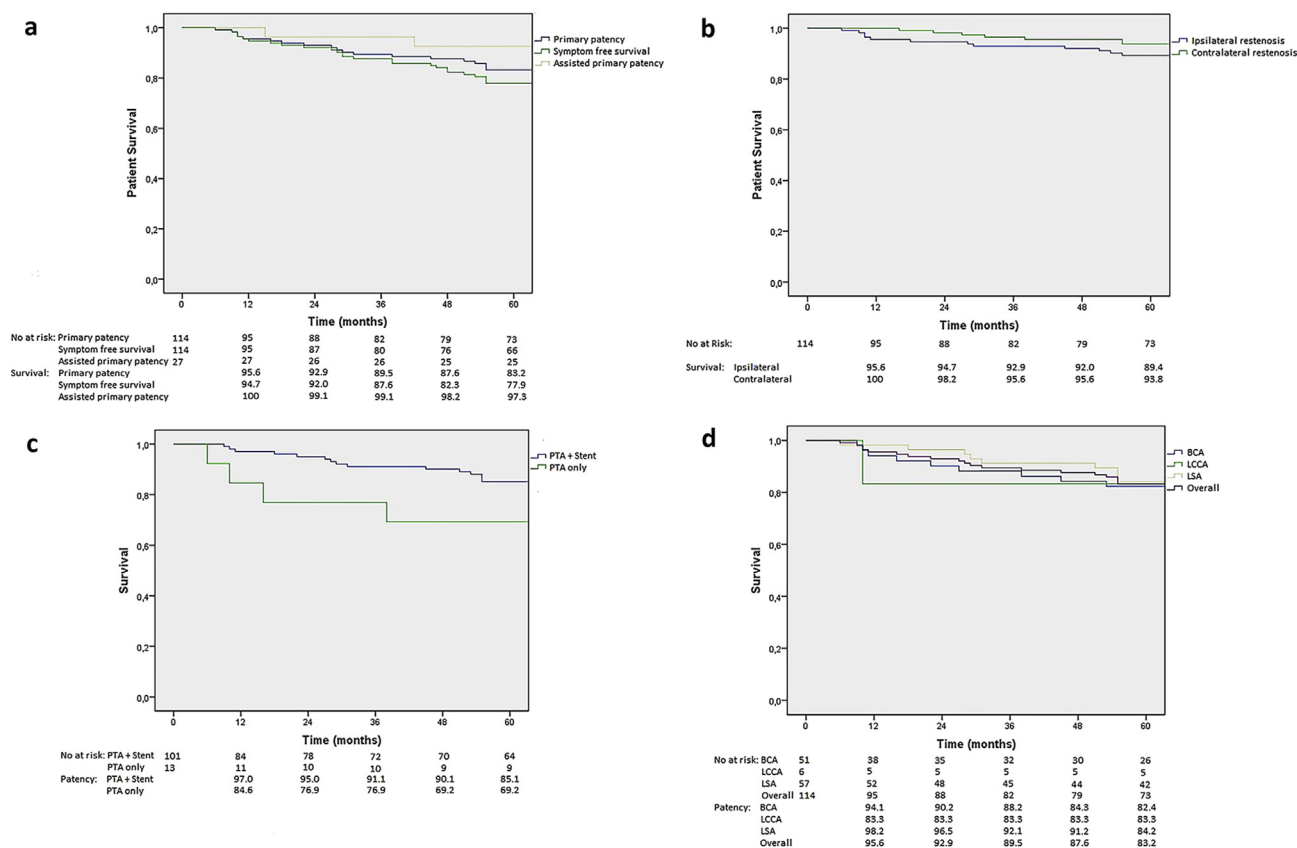 a
1,0
0,8
0,6
0,4
0,2
0,0
Patient Survival
Primary patency
Symptom free survival
Assisted primary patency
0 12 24 36 48 60
Time (months)
No at risk: Primary patency 114 95 88 82 79 73
Symptom free survival 114 95 87 80 76 66
Assisted primary patency 27 27 26 26 25 25
Survival: Primary patency 95.6 92.9 89.5 87.6 83.2
Symptom free survival 94.7 92.0 87.6 82.3 77.9
Assisted primary patency 100 99.1 99.1 98.2 97.3
b
1,0
0,8
0,6
0,4
0,2
0,0
Patient Survival
Ipsilateral restenosis
Contralateral restenosis
0 12 24 36 48 60
Time (months)
No at Risk: 114 95 88 82 79 73
Survival: Ipsilateral 95.6 94.7 92.9 92.0 89.4
Contralateral 100 98.2 95.6 95.6 93.8
c
1,0
0,8
0,6
0,4
0,2
0,0
Survival
PTA + Stent
PTA only
0 12 24 36 48 60
Time (months)
No at risk: PTA + Stent 101 84 78 72 70 64
PTA only 13 11 10 10 9 9
Patency: PTA + Stent 97.0 95.0 91.1 90.1 85.1
PTA only 84.6 76.9 76.9 69.2 69.2
d
1,0
0,8
0,6
0,4
0,2
0,0
Survival
BCA
LCCA
LSA
Overall
0 12 24 36 48 60
Time (months)
No at risk: BCA 51 38 35 32 30 26
LCCA 6 5 5 5 5 5
LSA 57 52 48 45 44 42
Overall 114 95 88 82 79 73
Patency: BCA 94.1 90.2 88.2 84.3 82.4
LCCA 83.3 83.3 83.3 83.3 83.3
LSA 98.2 96.5 92.1 91.2 84.2
Overall 95.6 92.9 89.5 87.6 83.2